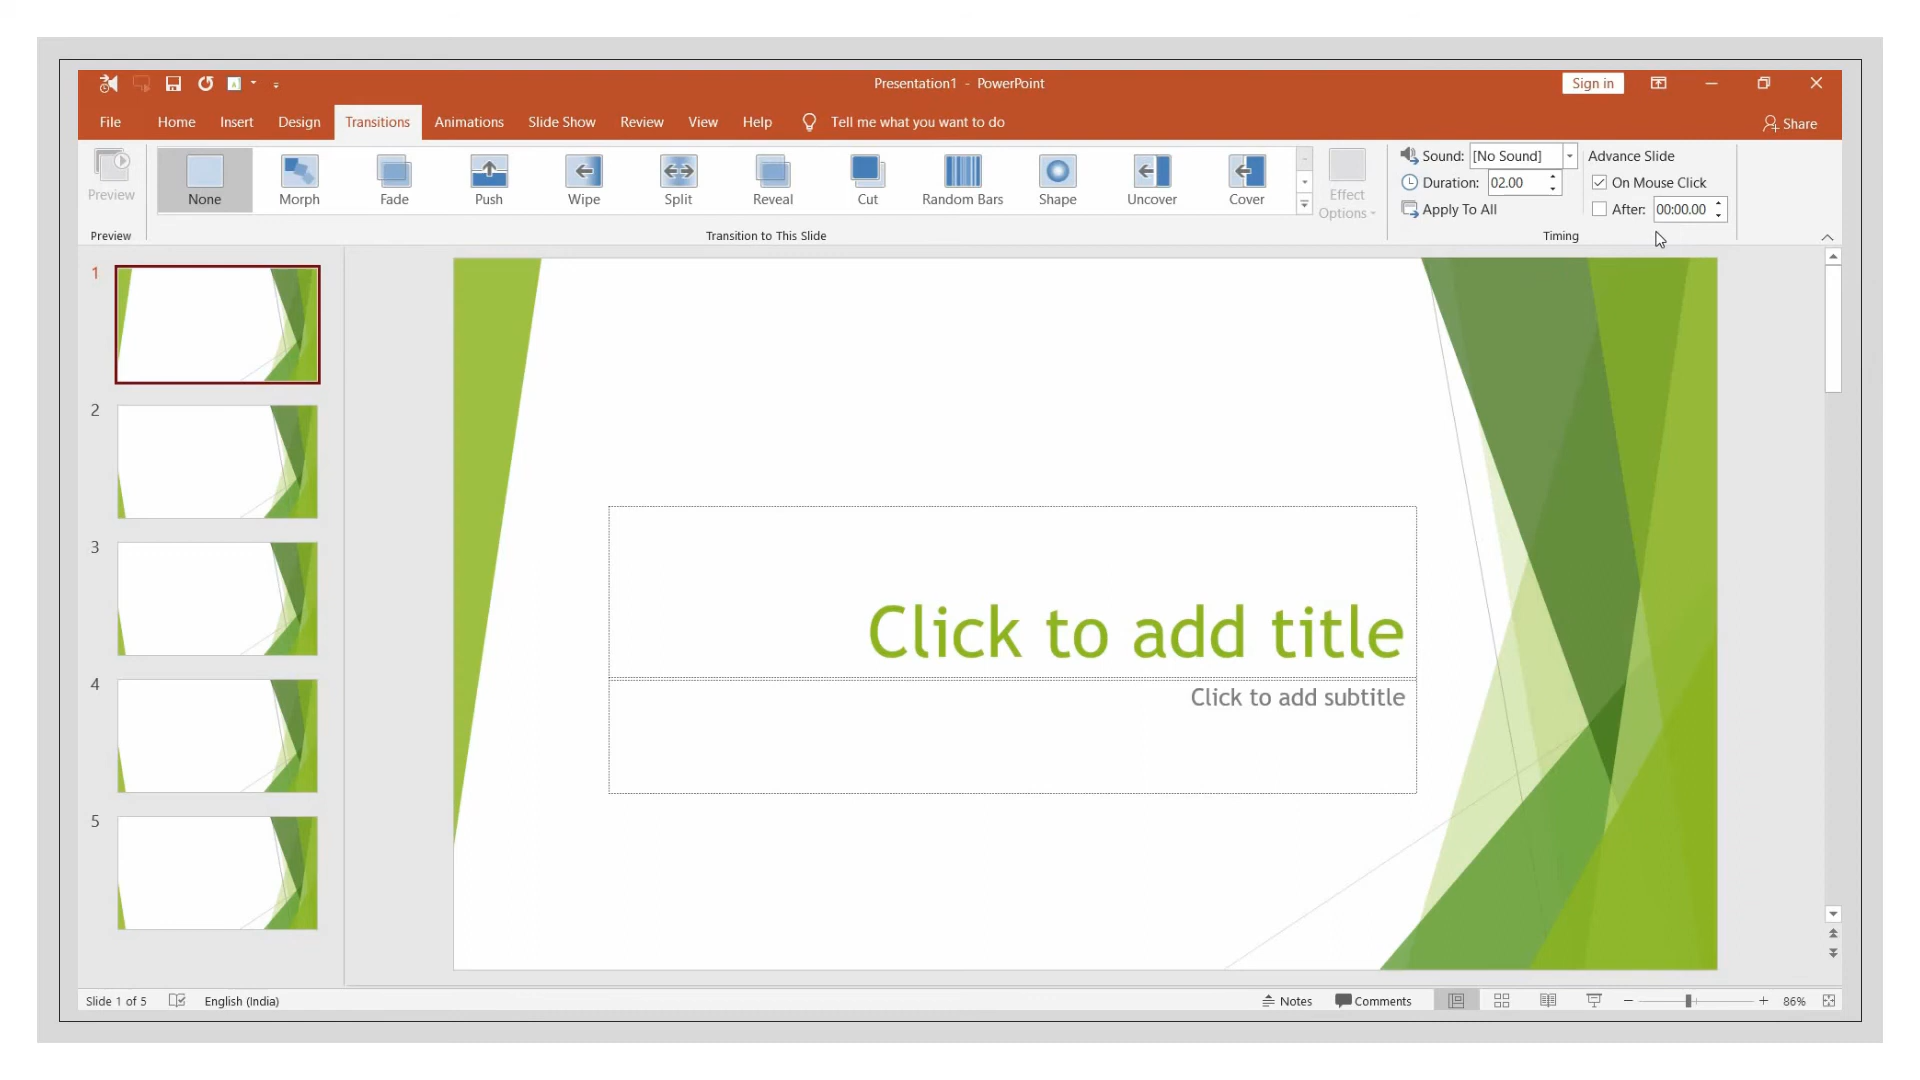 Presentation1 - PowerPoint
Sign in
File Home Insert Design Transitions Animations Slide Show Review View Help Tell me what you want to do
Share
Preview
None Morph Fade Push Wipe Split Reveal Cut Random Bars Shape Uncover Cover
Effect Options
Sound: [No Sound]
Duration: 02.00
Apply To All
Advance Slide
On Mouse Click
After: 00:00.00
Preview
Transition to This Slide
Timing
1
2
3
4
5
Click to add title
Click to add subtitle
Slide 1 of 5
English (India)
Notes
Comments
86%